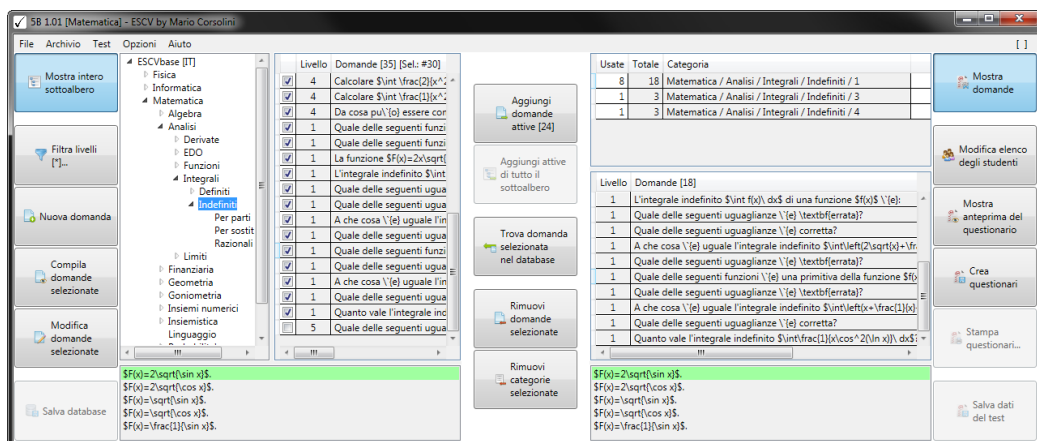 5B 1.01 [Matematica] - ESCV by Mario Corsolini
File Archivio Test Opzioni Aiuto [ ]
Mostra intero
sottoalbero
Filtra livelli
[*]...
Nuova domanda
Compila
domande
selezionate
Modifica
domande
selezionate
Salva database
ESCVbase [IT]
Fisica
Informatica
Matematica
Algebra
Analisi
Derivate
EDO
Funzioni
Integrali
Definiti
Indefiniti
Per parti
Per sostit
Razionali
Limiti
Finanziaria
Geometria
Goniometria
Insiemi numerici
Insiemistica
Linguaggio
Livello Domande [35] [Sel.: #30]
4 Calcolare $\int \frac{2}{x^2
4 Calcolare $\int \frac{1}{x^
4 Da cosa pu\`{o} essere cor
1 Quale delle seguenti funzi
1 Quale delle seguenti funzi
1 La funzione $F(x)=2x\sqrt{
1 L'integrale indefinito $\int
1 Quale delle seguenti ugua
1 Quale delle seguenti ugua
1 A che cosa \`{e} uguale l'in
1 Quale delle seguenti ugua
1 Quale delle seguenti funzi
1 Quale delle seguenti ugua
1 A che cosa \`{e} uguale l'in
1 Quale delle seguenti ugua
1 Quanto vale l'integrale ind
5 Quale delle seguenti ugua
$F(x)=2\sqrt{\sin x}$.
$F(x)=2\sqrt{\cos x}$.
$F(x)=\sqrt{\sin x}$.
$F(x)=\sqrt{\cos x}$.
$F(x)=\frac{1}{\sin x}$.
Aggiungi
domande
attive [24]
Aggiungi attive
di tutto il
sottoalbero
Trova domanda
selezionata
nel database
Rimuovi
domande
selezionate
Rimuovi
categorie
selezionate
Usate Totale Categoria
8 18 Matematica / Analisi / Integrali / Indefiniti / 1
1 3 Matematica / Analisi / Integrali / Indefiniti / 3
1 3 Matematica / Analisi / Integrali / Indefiniti / 4
Livello Domande [18]
1 L'integrale indefinito $\int f(x)\ dx$ di una funzione $f(x)$ \`{e}:
1 Quale delle seguenti uguaglianze \`{e} \textbf{errata}?
1 Quale delle seguenti uguaglianze \`{e} corretta?
1 A che cosa \`{e} uguale l'integrale indefinito $\int\left(2\sqrt{x}+\fra
1 Quale delle seguenti uguaglianze \`{e} \textbf{errata}?
1 Quale delle seguenti funzioni \`{e} una primitiva della funzione $f(x
1 Quale delle seguenti uguaglianze \`{e} \textbf{errata}?
1 A che cosa \`{e} uguale l'integrale indefinito $\int\left(x+\frac{1}{x}
1 Quale delle seguenti uguaglianze \`{e} corretta?
1 Quanto vale l'integrale indefinito $\int\frac{1}{x\cos^2(\ln x)}\ dx$?
$F(x)=2\sqrt{\sin x}$.
$F(x)=2\sqrt{\cos x}$.
$F(x)=\sqrt{\sin x}$.
$F(x)=\sqrt{\cos x}$.
$F(x)=\frac{1}{\sin x}$.
Mostra
domande
Modifica elenco
degli studenti
Mostra
anteprima del
questionario
Crea
questionari
Stampa
questionari...
Salva dati
del test